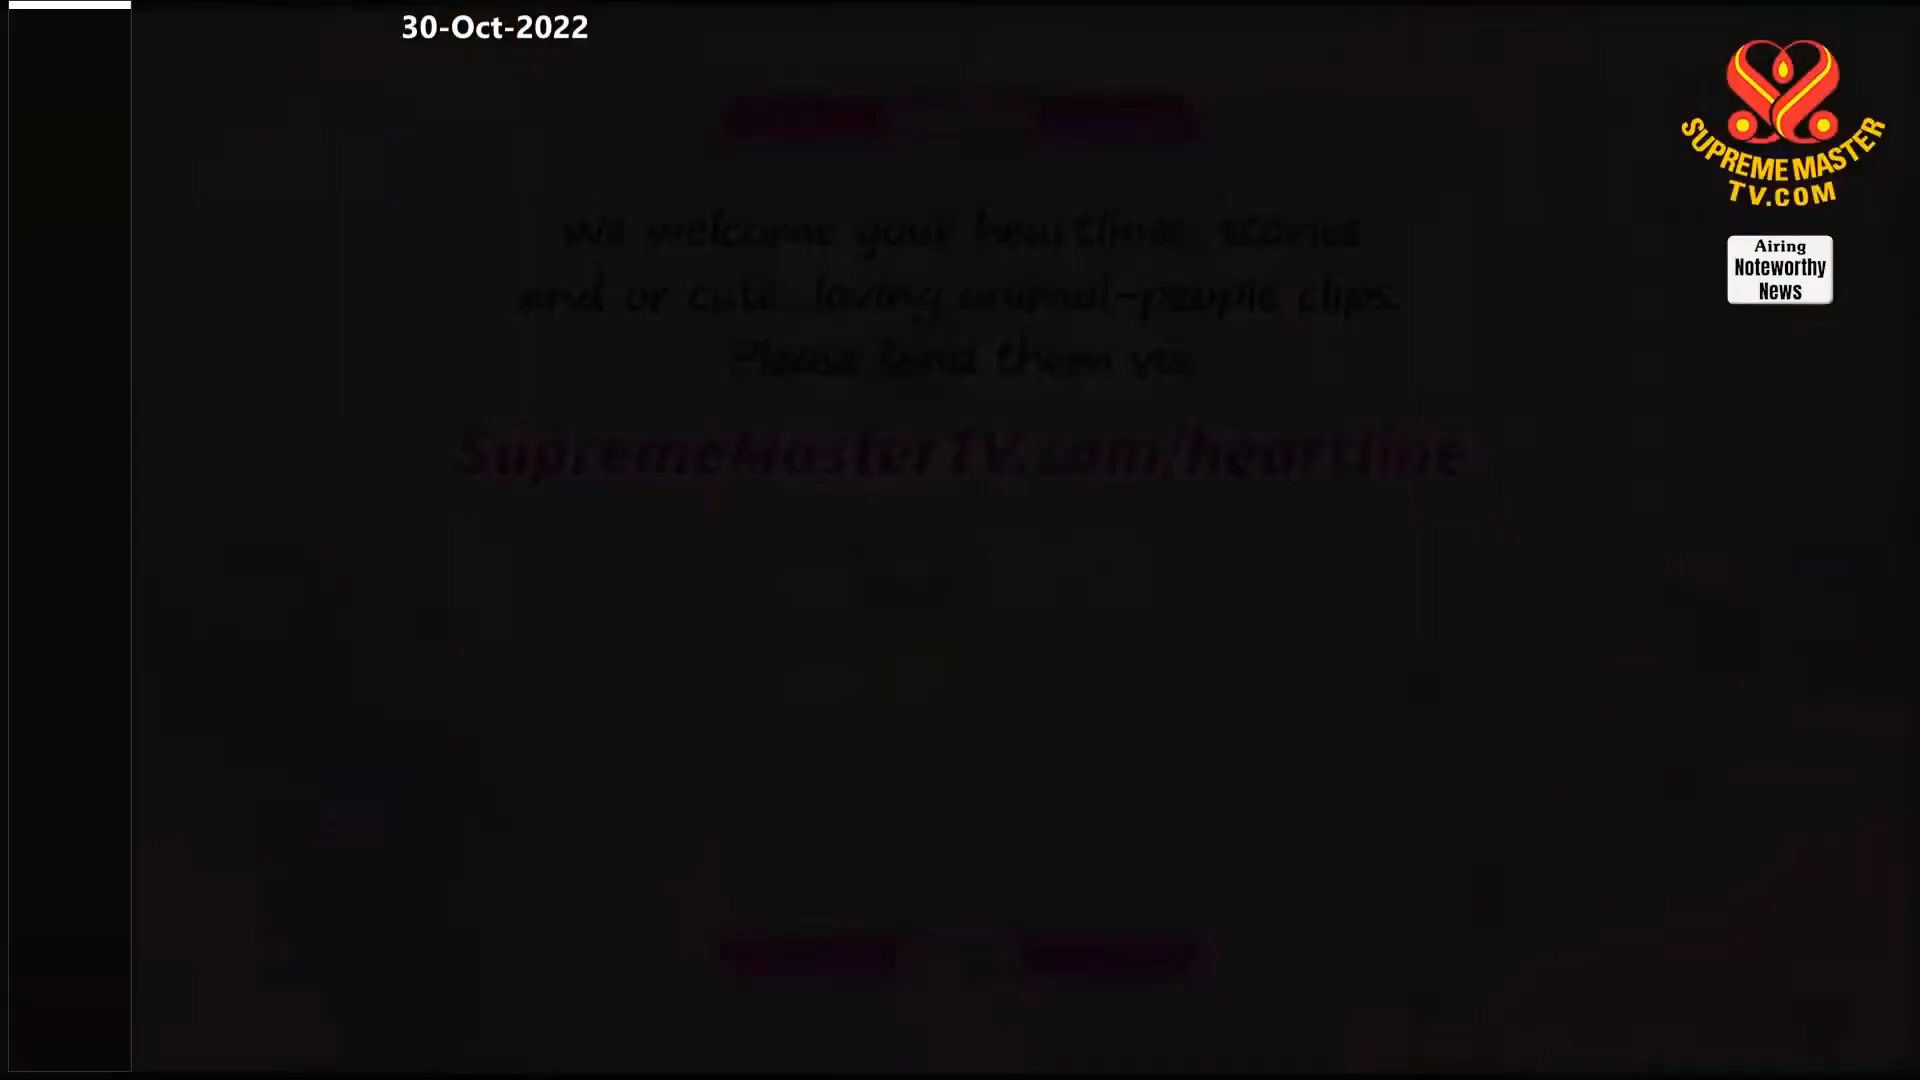 30-Oct-2022
SUPREME MASTER
TV.COM
Airing
Noteworthy
News
We welcome your heartlines, stories
and or cute, loving animal-people clips.
Please send them via:
SupremeMasterTV.com/heartline